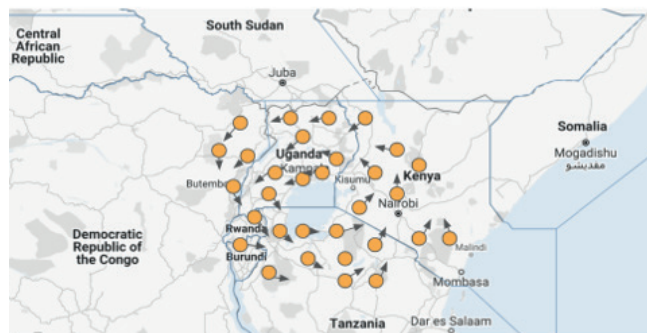 South Sudan
Central
African
Republic
Juba
Somalia
Mogadishu
مقديشو
Uganda
Kisumu
Kenya
Nairobi
Rwanda
Burundi
Democratic
Republic of
the Congo
Malindi
Mombasa
Dar es Salaam
Tanzania